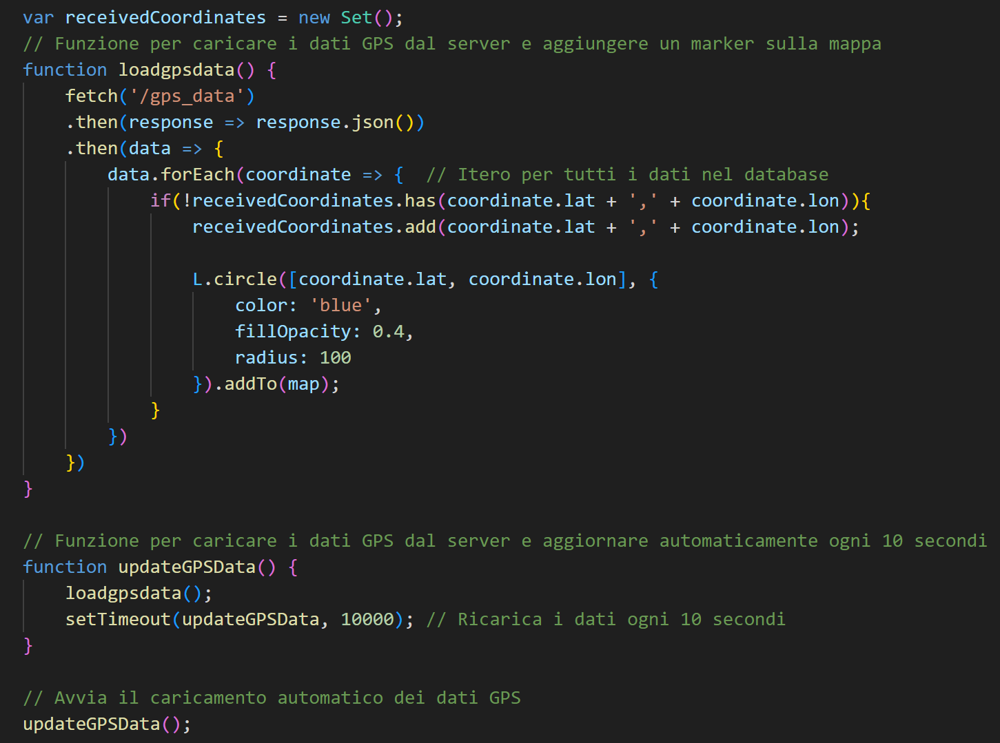 var receivedCoordinates = new Set();
// Funzione per caricare i dati GPS dal server e aggiungere un marker sulla mappa
function loadgpsdata() {
    fetch('/gps_data')
    .then(response => response.json())
    .then(data => {
        data.forEach(coordinate => {  // Itero per tutti i dati nel database
            if(!receivedCoordinates.has(coordinate.lat + ',' + coordinate.lon)){
                receivedCoordinates.add(coordinate.lat + ',' + coordinate.lon);

                L.circle([coordinate.lat, coordinate.lon], {
                    color: 'blue',
                    fillOpacity: 0.4,
                    radius: 100
                }).addTo(map);
            }
        })
    })
}

// Funzione per caricare i dati GPS dal server e aggiornare automaticamente ogni 10 secondi
function updateGPSData() {
    loadgpsdata();
    setTimeout(updateGPSData, 10000); // Ricarica i dati ogni 10 secondi
}

// Avvia il caricamento automatico dei dati GPS
updateGPSData();